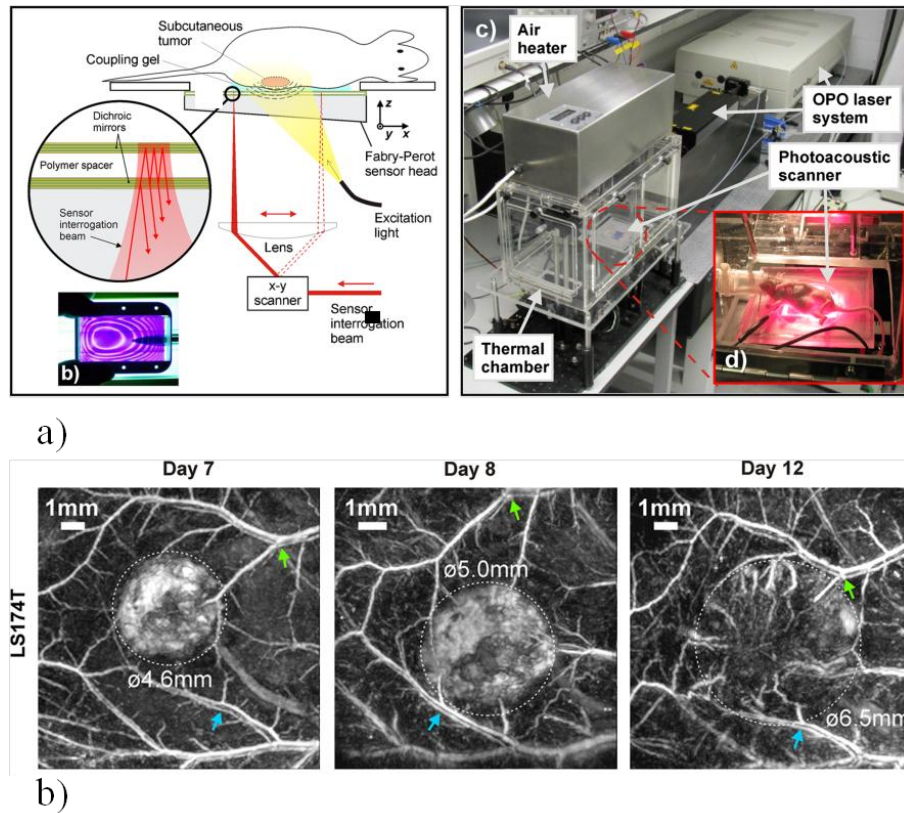 Subcutaneous
tumor
Coupling gel
Dichroic
mirrors
Polymer spacer
Sensor
interrogation
beam
z
y
x
Fabry-Perot
sensor head
Excitation
light
Lens
x-y
scanner
Sensor
interrogation
beam
b)
c)
Air
heater
OPO laser
system
Photoacoustic
scanner
Thermal
chamber
d)
a)
Day 7
Day 8
Day 12
LS174T
1mm
ø4.6mm
1mm
ø5.0mm
1mm
ø6.5mm
b)